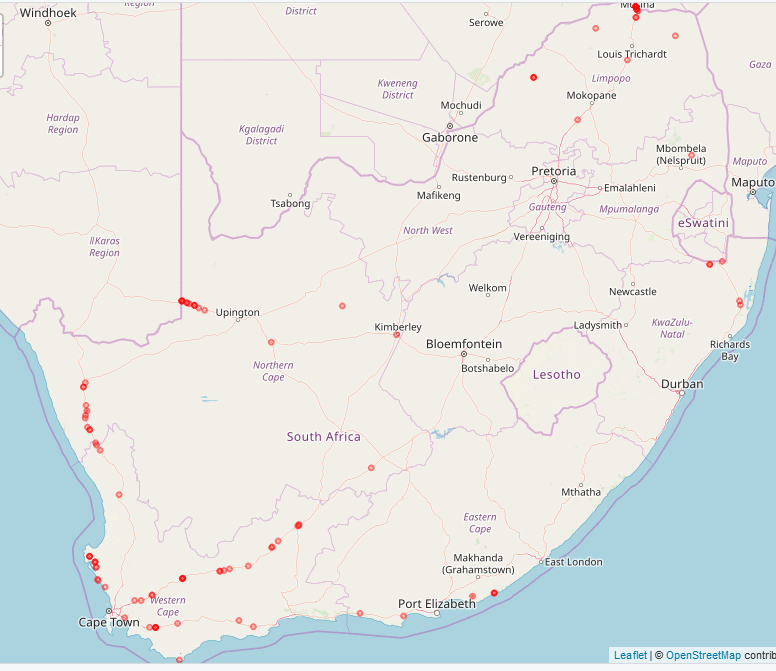 Windhoek
Region
District
Serowe
Musina
Louis Trichardt
Gaza
Limpopo
Kweneng
District
Mokopane
Mochudi
Hardap
Region
Kgalagadi
District
Gaborone
Mbombela
(Nelspruit)
Maputo
Pretoria
Rustenburg
Emalahleni
Maputo
Mafikeng
Tsabong
Gauteng
Mpumalanga
eSwatini
North West
Vereeniging
IlKaras
Region
Welkom
Newcastle
Upington
Kimberley
Ladysmith
KwaZulu-
Natal
Bloemfontein
Richards
Bay
Botshabelo
Northern
Cape
Lesotho
Durban
South Africa
Mthatha
Eastern
Cape
Makhanda
(Grahamstown)
East London
Western
Cape
Port Elizabeth
Cape Town
Leaflet | © OpenStreetMap contrib